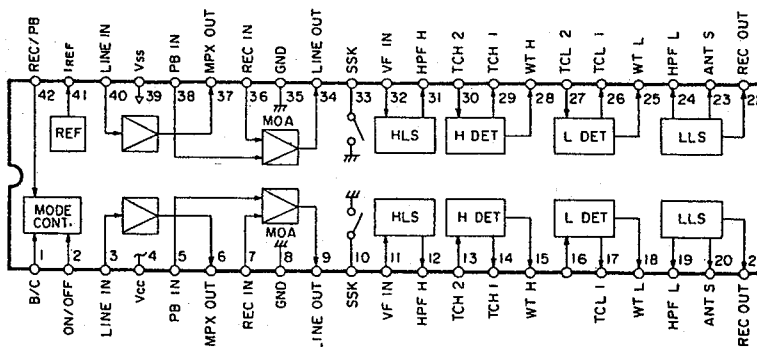 REC/PB IREF LINE IN VSS PB IN MPX OUT REC IN GND LINE OUT SSK VF IN HPF H TCH 2 TCH 1 WT H TCL 2 TCL 1 WT L HPF L ANT S REC OUT
42 41 40 39 38 37 36 35 34 33 32 31 30 29 28 27 26 25 24 23
REF MOA HLS H DET L DET LLS
MODE CONT. MOA HLS H DET L DET LLS
1 2 3 4 5 6 7 8 9 10 11 12 13 14 15 16 17 18 19 20
B/C ON/OFF LINE IN VCC PB IN MPX OUT REC IN GND LINE OUT SSK VF IN HPF H TCH 2 TCH 1 WT H TCL 1 WT L HPF L ANT S REC OUT